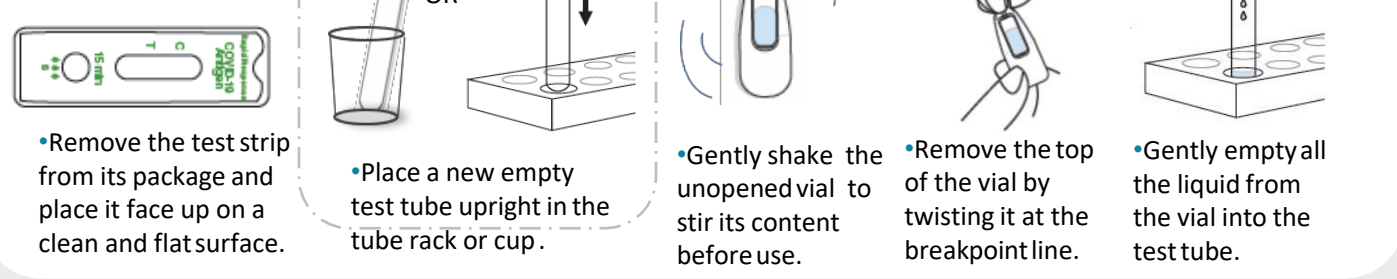 OR
C
T
Rapid Response
COVID-19
Antigen
15 min
6
•Remove the test strip
from its package and
place it face up on a
clean and flat surface.
•Place a new empty
test tube upright in the
tube rack or cup.
•Gently shake the
unopened vial to
stir its content
before use.
•Remove the top
of the vial by
twisting it at the
breakpoint line.
•Gently empty all
the liquid from
the vial into the
test tube.